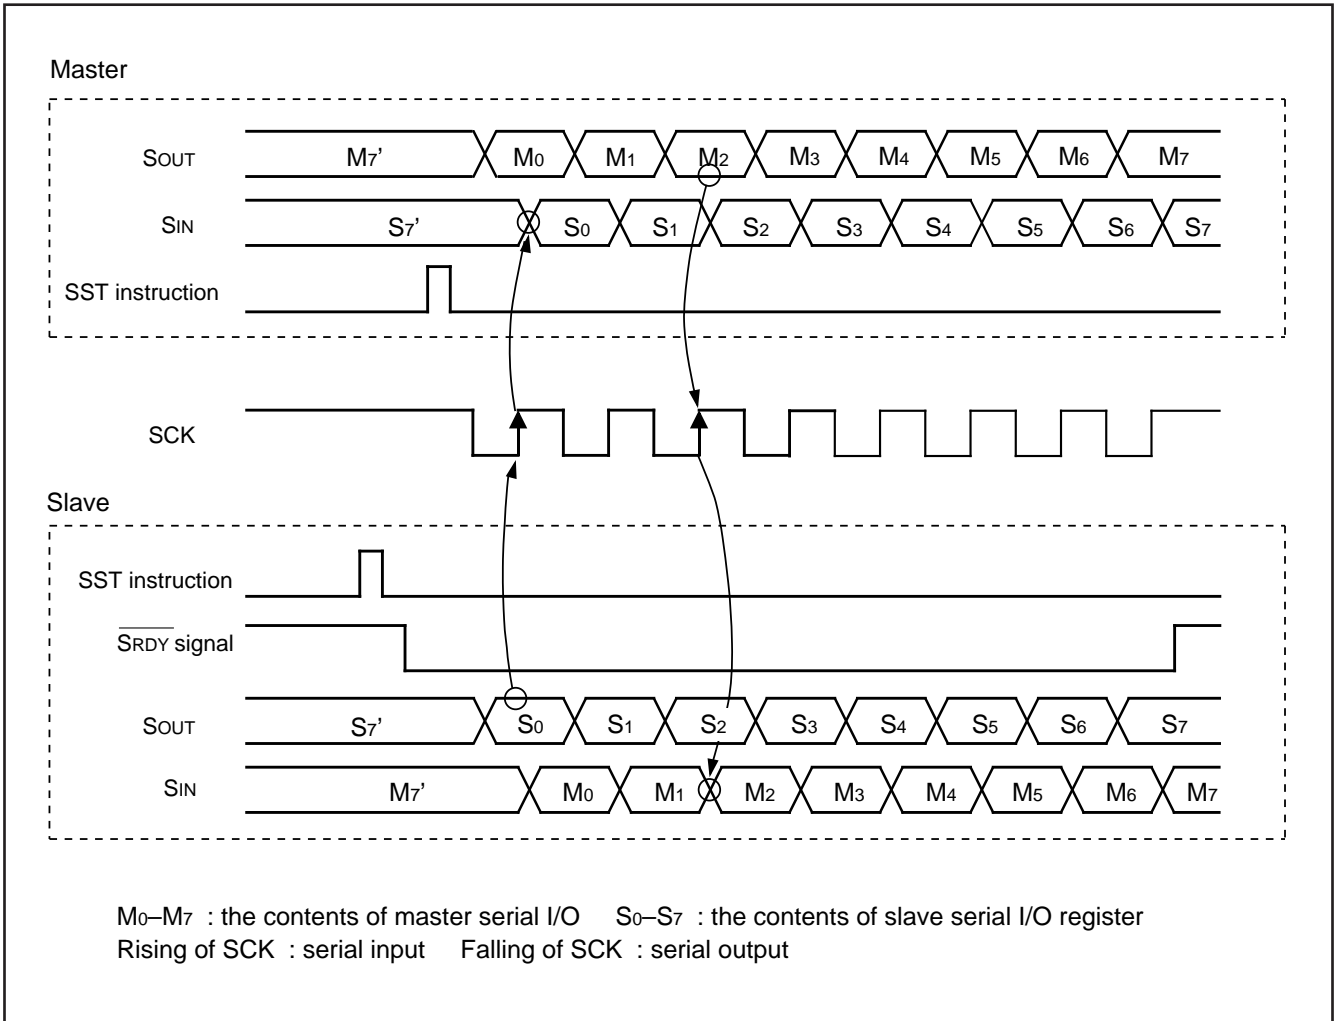 Master
SOUT M7' M0 M1 M2 M3 M4 M5 M6 M7
SIN S7' S0 S1 S2 S3 S4 S5 S6 S7
SST instruction
SCK
Slave
SST instruction
SRDY signal
SOUT S7' S0 S1 S2 S3 S4 S5 S6 S7
SIN M7' M0 M1 M2 M3 M4 M5 M6 M7
M0–M7 : the contents of master serial I/O S0–S7 : the contents of slave serial I/O register
Rising of SCK : serial input Falling of SCK : serial output